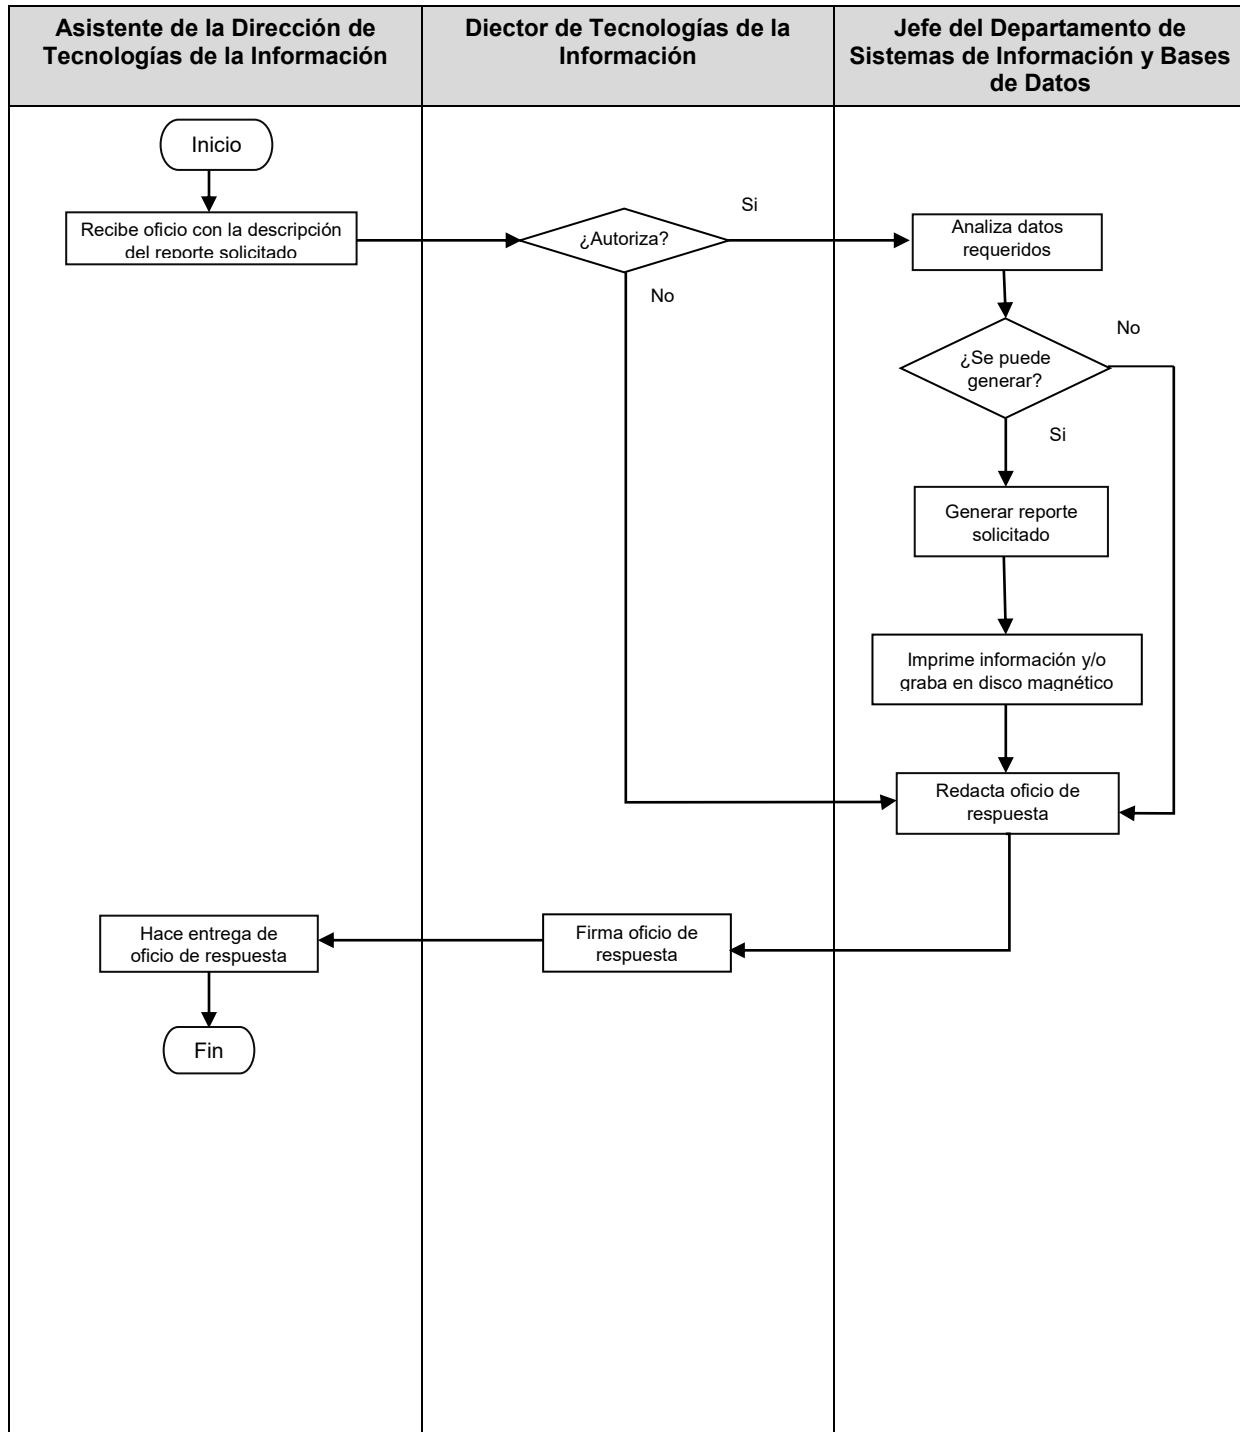 Asistente de la Dirección de
Tecnologías de la Información
Diector de Tecnologías de la
Información
Jefe del Departamento de
Sistemas de Información y Bases
de Datos
Inicio
Recibe oficio con la descripción
del reporte solicitado
¿Autoriza?
Si
No
Analiza datos
requeridos
¿Se puede
generar?
No
Si
Generar reporte
solicitado
Imprime información y/o
graba en disco magnético
Redacta oficio de
respuesta
Firma oficio de
respuesta
Hace entrega de
oficio de respuesta
Fin